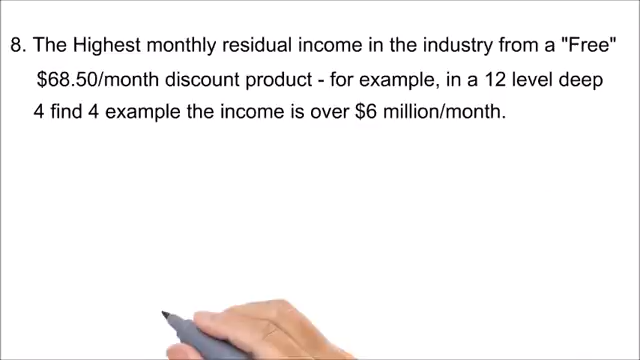 8. The Highest monthly residual income in the industry from a "Free"
$68.50/month discount product - for example, in a 12 level deep
4 find 4 example the income is over $6 million/month.